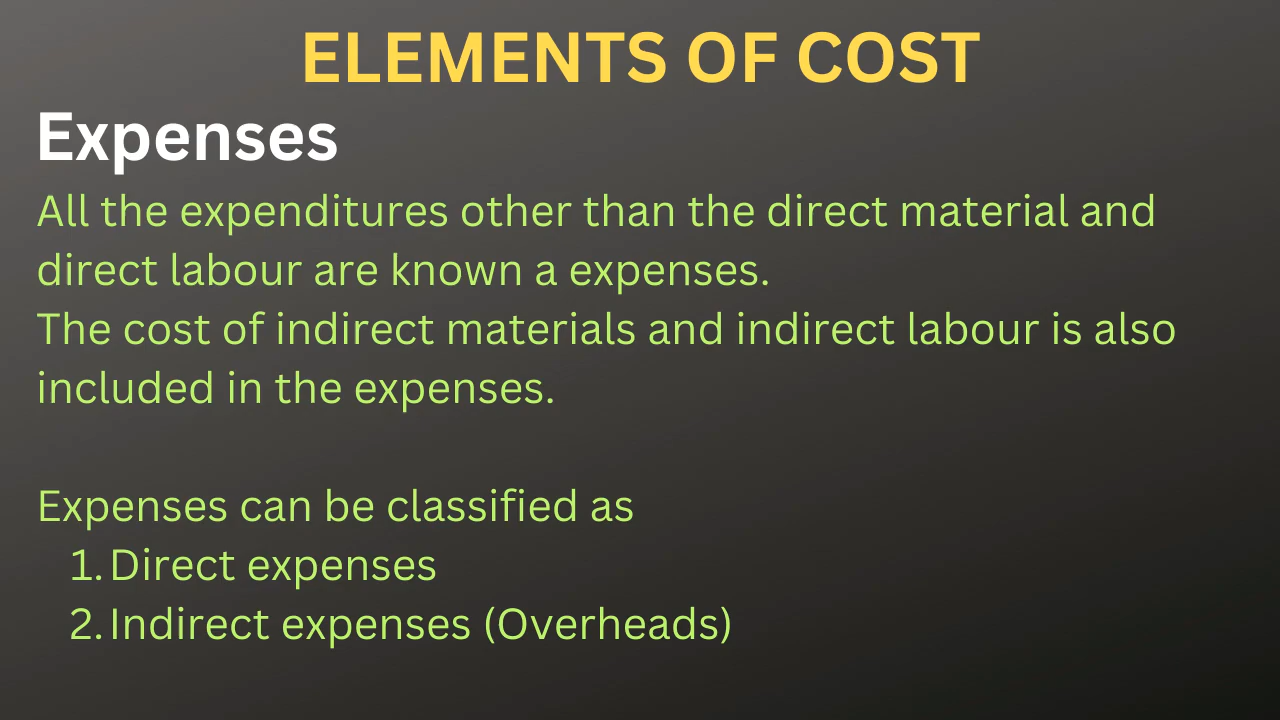 ELEMENTS OF COST
Expenses
All the expenditures other than the direct material and
direct labour are known a expenses.
The cost of indirect materials and indirect labour is also
included in the expenses.
Expenses can be classified as
1. Direct expenses
2. Indirect expenses (Overheads)